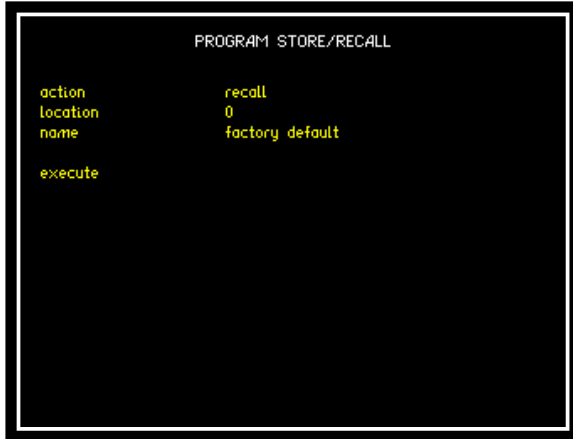 PROGRAM STORE/RECALL
action recall
location 0
name factory default
execute